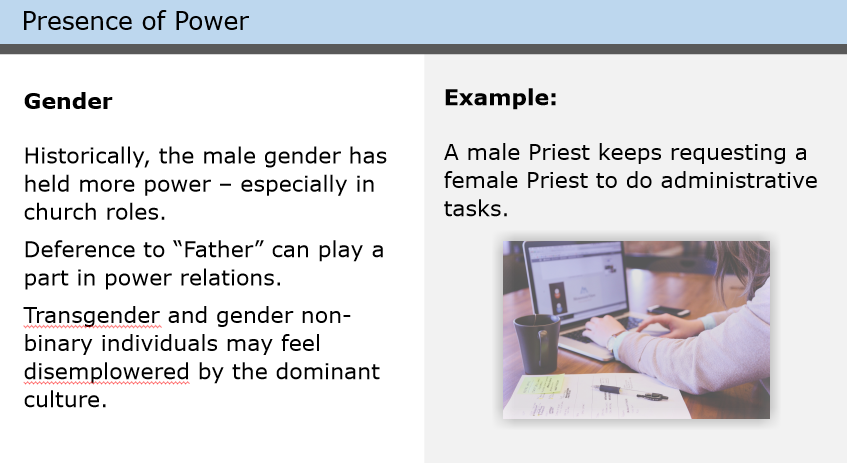 Presence of Power
Gender
Historically, the male gender has
held more power – especially in
church roles.
Deference to “Father” can play a
part in power relations.
Transgender and gender non-
binary individuals may feel
disemplowered by the dominant
culture.
Example:
A male Priest keeps requesting a
female Priest to do administrative
tasks.